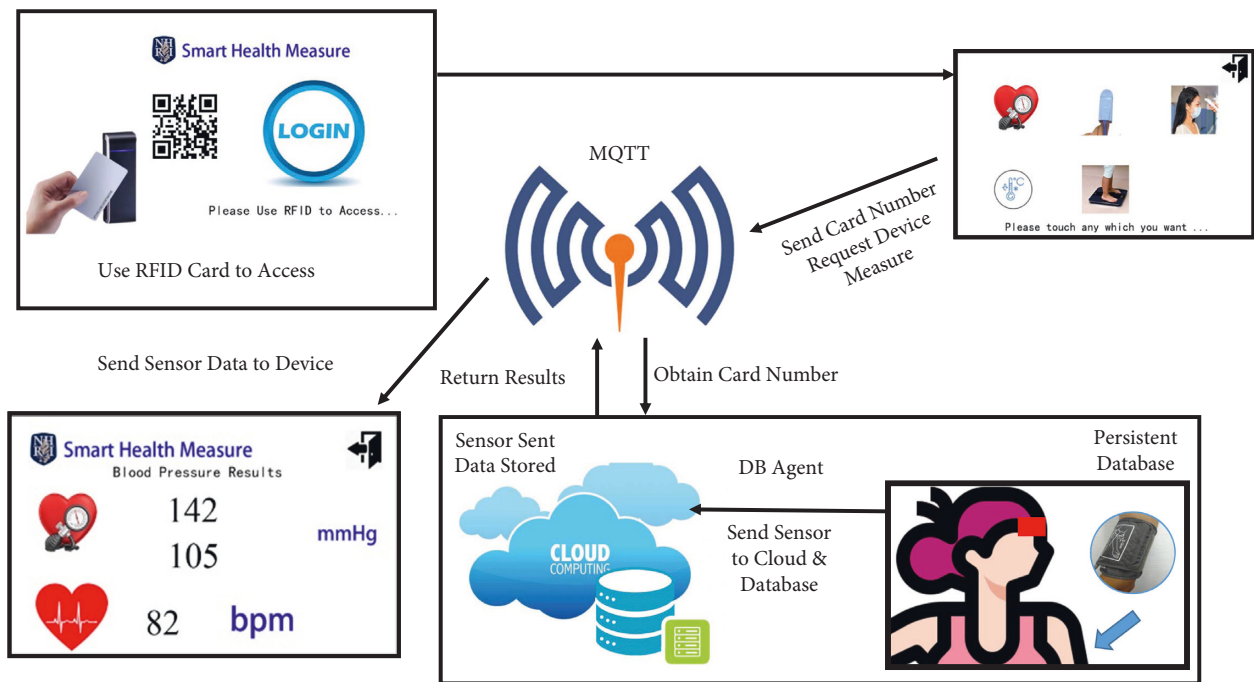 NHRI
Smart Health Measure
LOGIN
Please Use RFID to Access...
Use RFID Card to Access
MQTT
°C
Please touch any which you want ...
Send Card Number
Request Device
Measure
Send Sensor Data to Device
Return Results
Obtain Card Number
NHRI
Smart Health Measure
Blood Pressure Results
142
mmHg
105
82
bpm
Sensor Sent
Data Stored
DB Agent
Persistent
Database
CLOUD
COMPUTING
Send Sensor
to Cloud &
Database